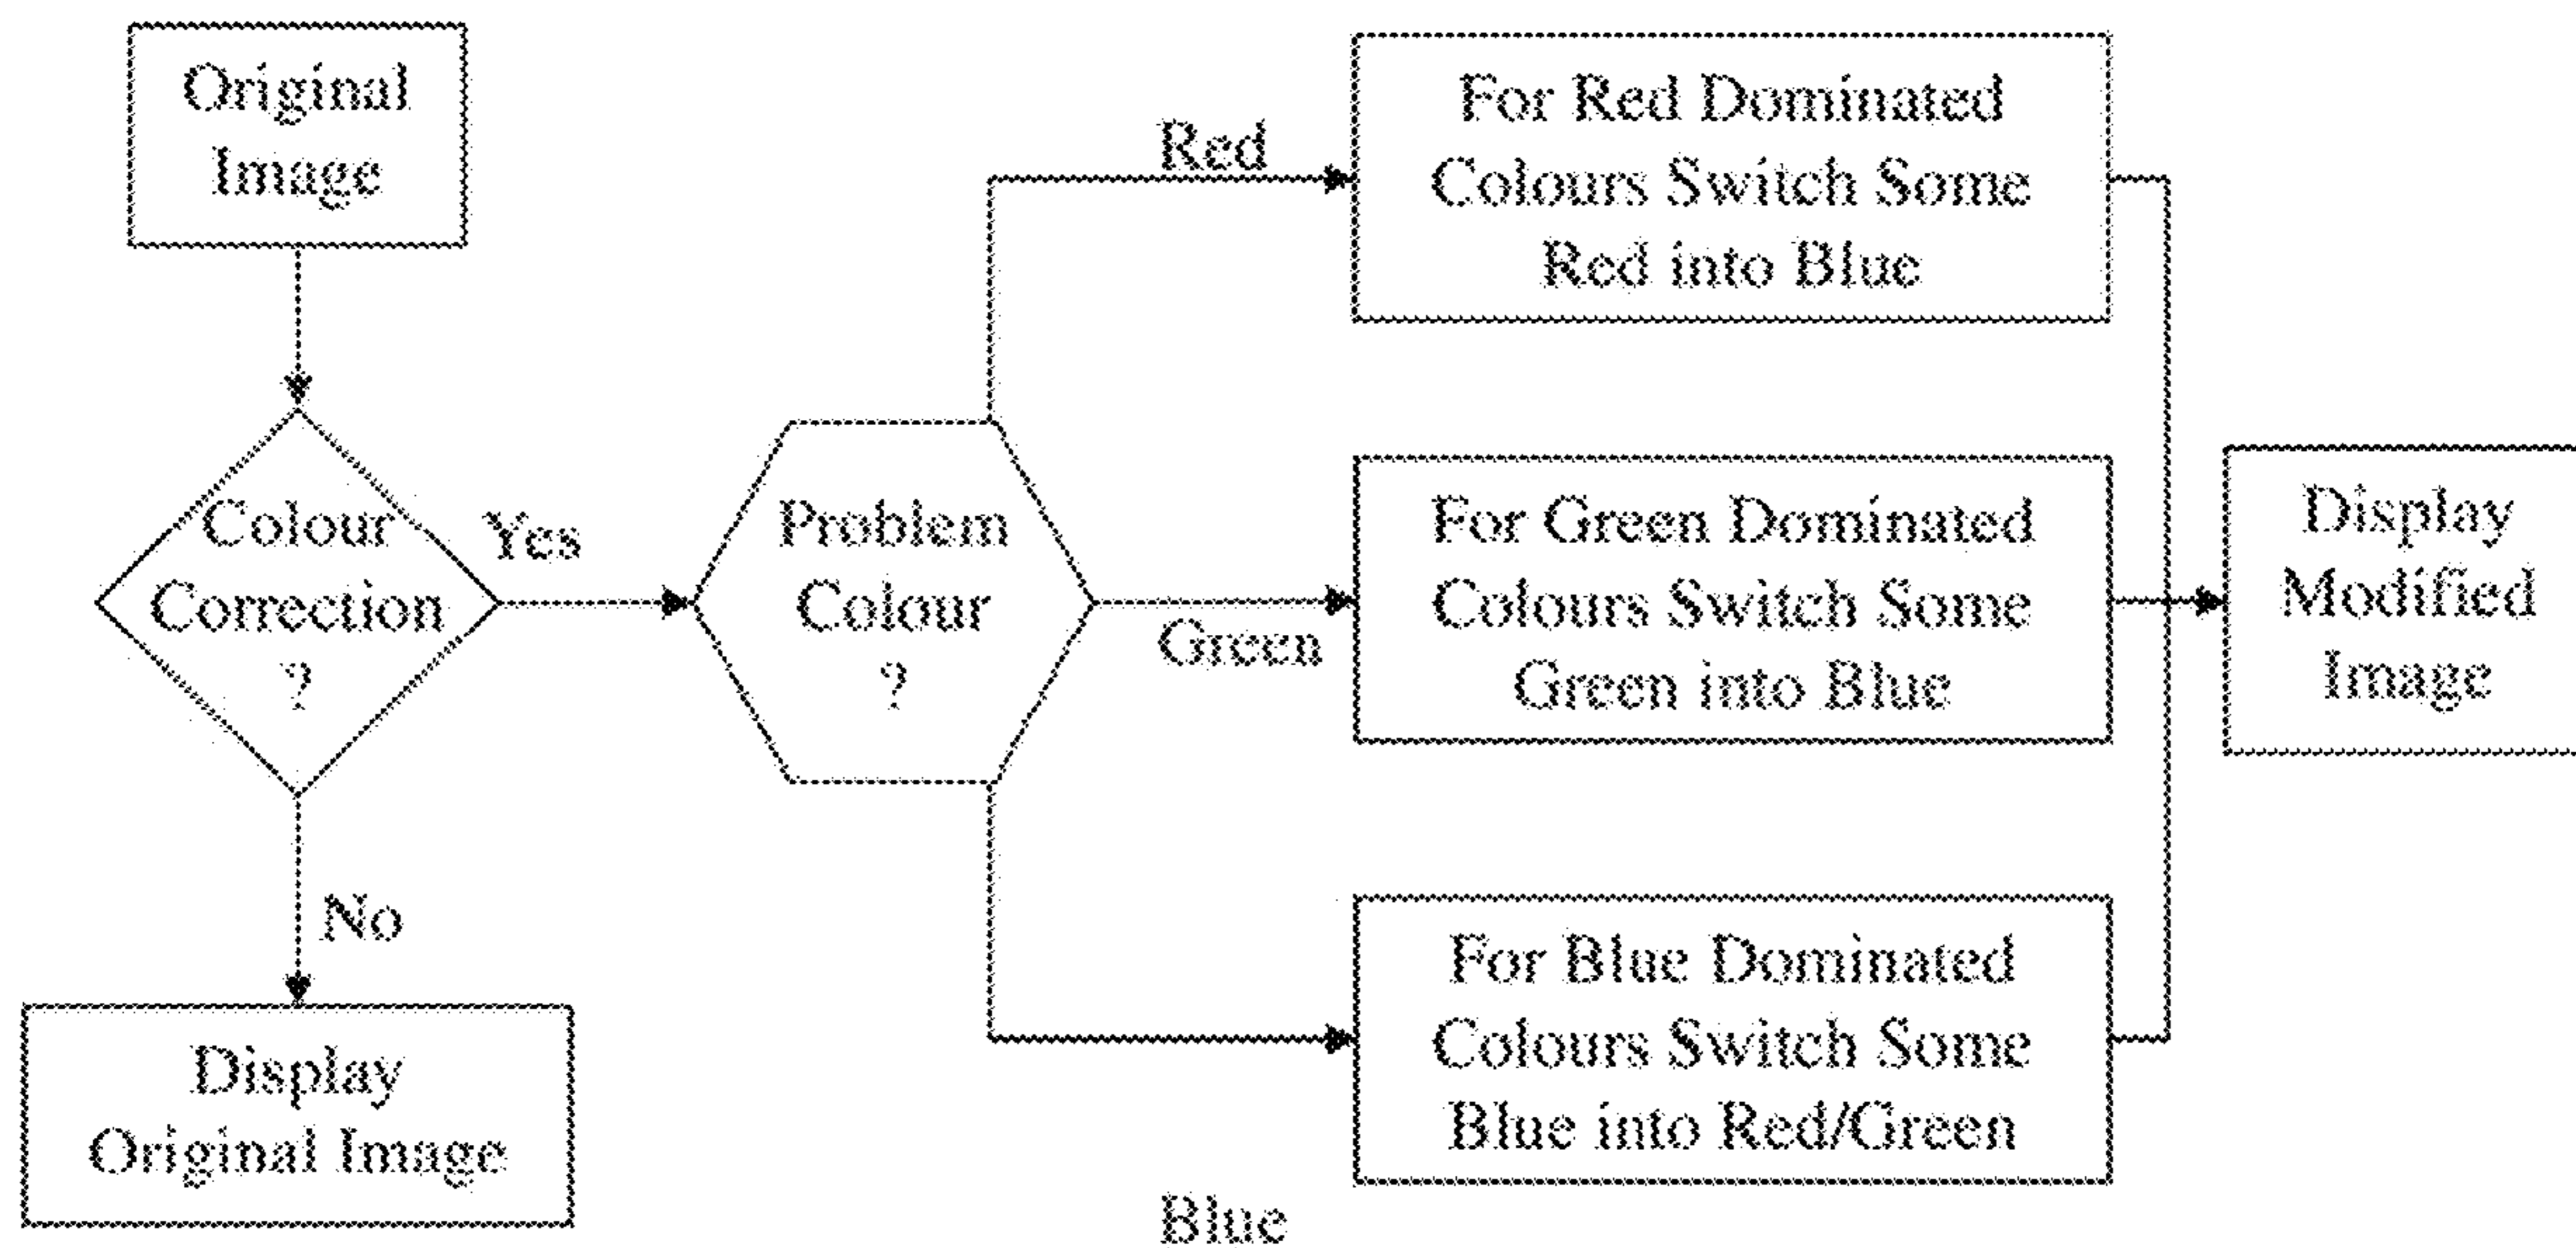 Original
Image
Colour
Correction
?
Yes
No
Display
Original Image
Problem
Colour
?
Red
Green
Blue
For Red Dominated
Colours Switch Some
Red into Blue
For Green Dominated
Colours Switch Some
Green into Blue
For Blue Dominated
Colours Switch Some
Blue into Red/Green
Display
Modified
Image